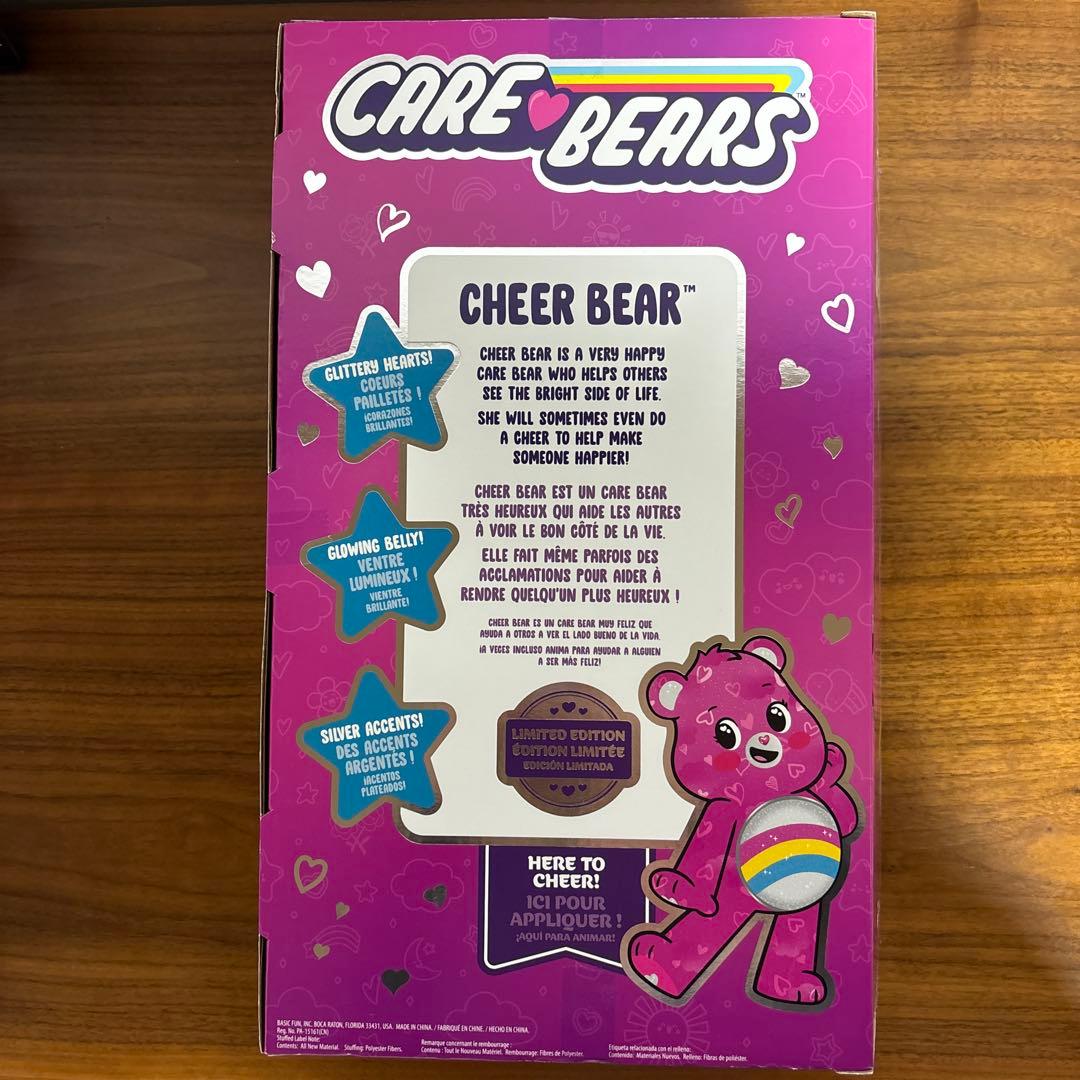 CARE BEARS™
CHEER BEAR™
CHEER BEAR IS A VERY HAPPY
CARE BEAR WHO HELPS OTHERS
SEE THE BRIGHT SIDE OF LIFE.
SHE WILL SOMETIMES EVEN DO
A CHEER TO HELP MAKE
SOMEONE HAPPIER!
CHEER BEAR EST UN CARE BEAR
TRÈS HEUREUX QUI AIDE LES AUTRES
À VOIR LE BON CÔTÉ DE LA VIE.
ELLE FAIT MÊME PARFOIS DES
ACCLAMATIONS POUR AIDER À
RENDRE QUELQU'UN PLUS HEUREUX !
CHEER BEAR ES UN CARE BEAR MUY FELIZ QUE
AYUDA A OTROS A VER EL LADO BUENO DE LA VIDA.
¡A VECES INCLUSO ANIMA PARA AYUDAR A ALGUIEN
A SER MÁS FELIZ!
GLITTERY HEARTS!
COEURS
PAILLETÉS !
¡CORAZONES
BRILLANTES!
GLOWING BELLY!
VENTRE
LUMINEUX !
VIENTRE
BRILLANTE!
SILVER ACCENTS!
DES ACCENTS
ARGENTÉS !
¡ACENTOS
PLATEADOS!
LIMITED EDITION
ÉDITION LIMITÉE
EDICIÓN LIMITADA
HERE TO
CHEER!
ICI POUR
APPLIQUER !
¡AQUÍ PARA ANIMAR!
BASIC FUN, INC. BOCA RATON, FLORIDA 33431, USA. MADE IN CHINA. / FABRIQUÉ EN CHINE. / HECHO EN CHINA.
Reg. No. PA-15161(CN)
Stuffed Label Note:
Contents: All New Material. Stuffing: Polyester Fibers.
Remarque concernant le rembourrage :
Contenu : Tout le Nouveau Matériel. Rembourrage: Fibres de Polyester.
Etiqueta relacionada con el relleno:
Contenido: Materiales Nuevos. Relleno: Fibras de poliéster.